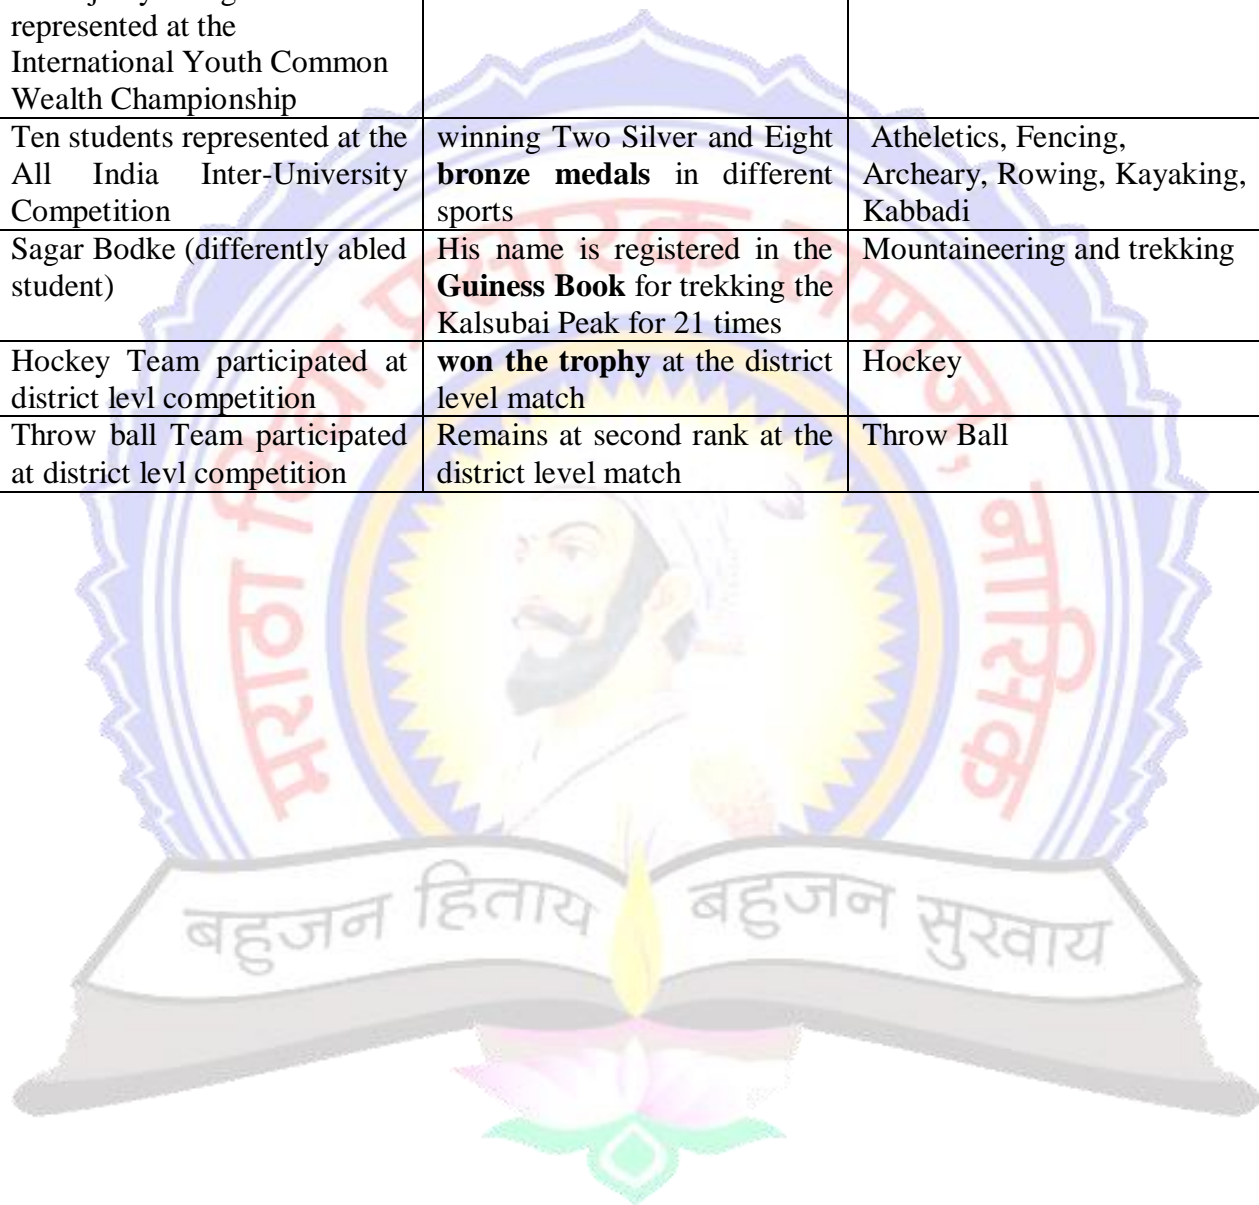 represented at the
International Youth Common
Wealth Championship
Ten students represented at the
All India Inter-University
Competition
winning Two Silver and Eight
bronze medals in different
sports
Atheletics, Fencing,
Archeary, Rowing, Kayaking,
Kabbadi
Sagar Bodke (differently abled
student)
His name is registered in the
Guiness Book for trekking the
Kalsubai Peak for 21 times
Mountaineering and trekking
Hockey Team participated at
district levl competition
won the trophy at the district
level match
Hockey
Throw ball Team participated
at district levl competition
Remains at second rank at the
district level match
Throw Ball
मराठा विद्या प्रसारक समाज, नाशिक
बहुजन हिताय
बहुजन सुखाय